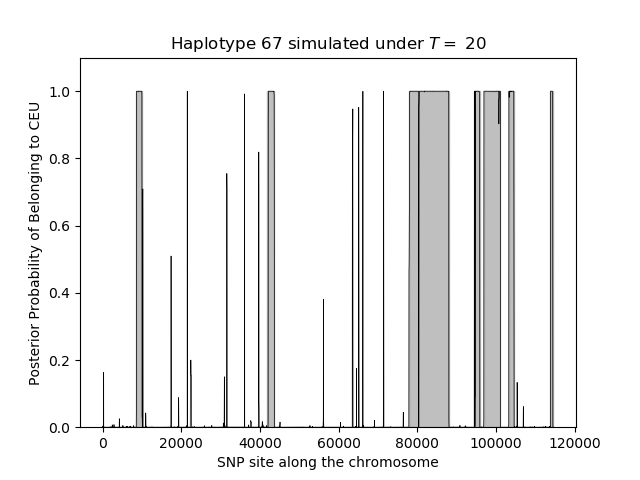 Haplotype 67 simulated under T = 20
Posterior Probability of Belonging to CEU
1.0
0.8
0.6
0.4
0.2
0.0
0 20000 40000 60000 80000 100000 120000
SNP site along the chromosome